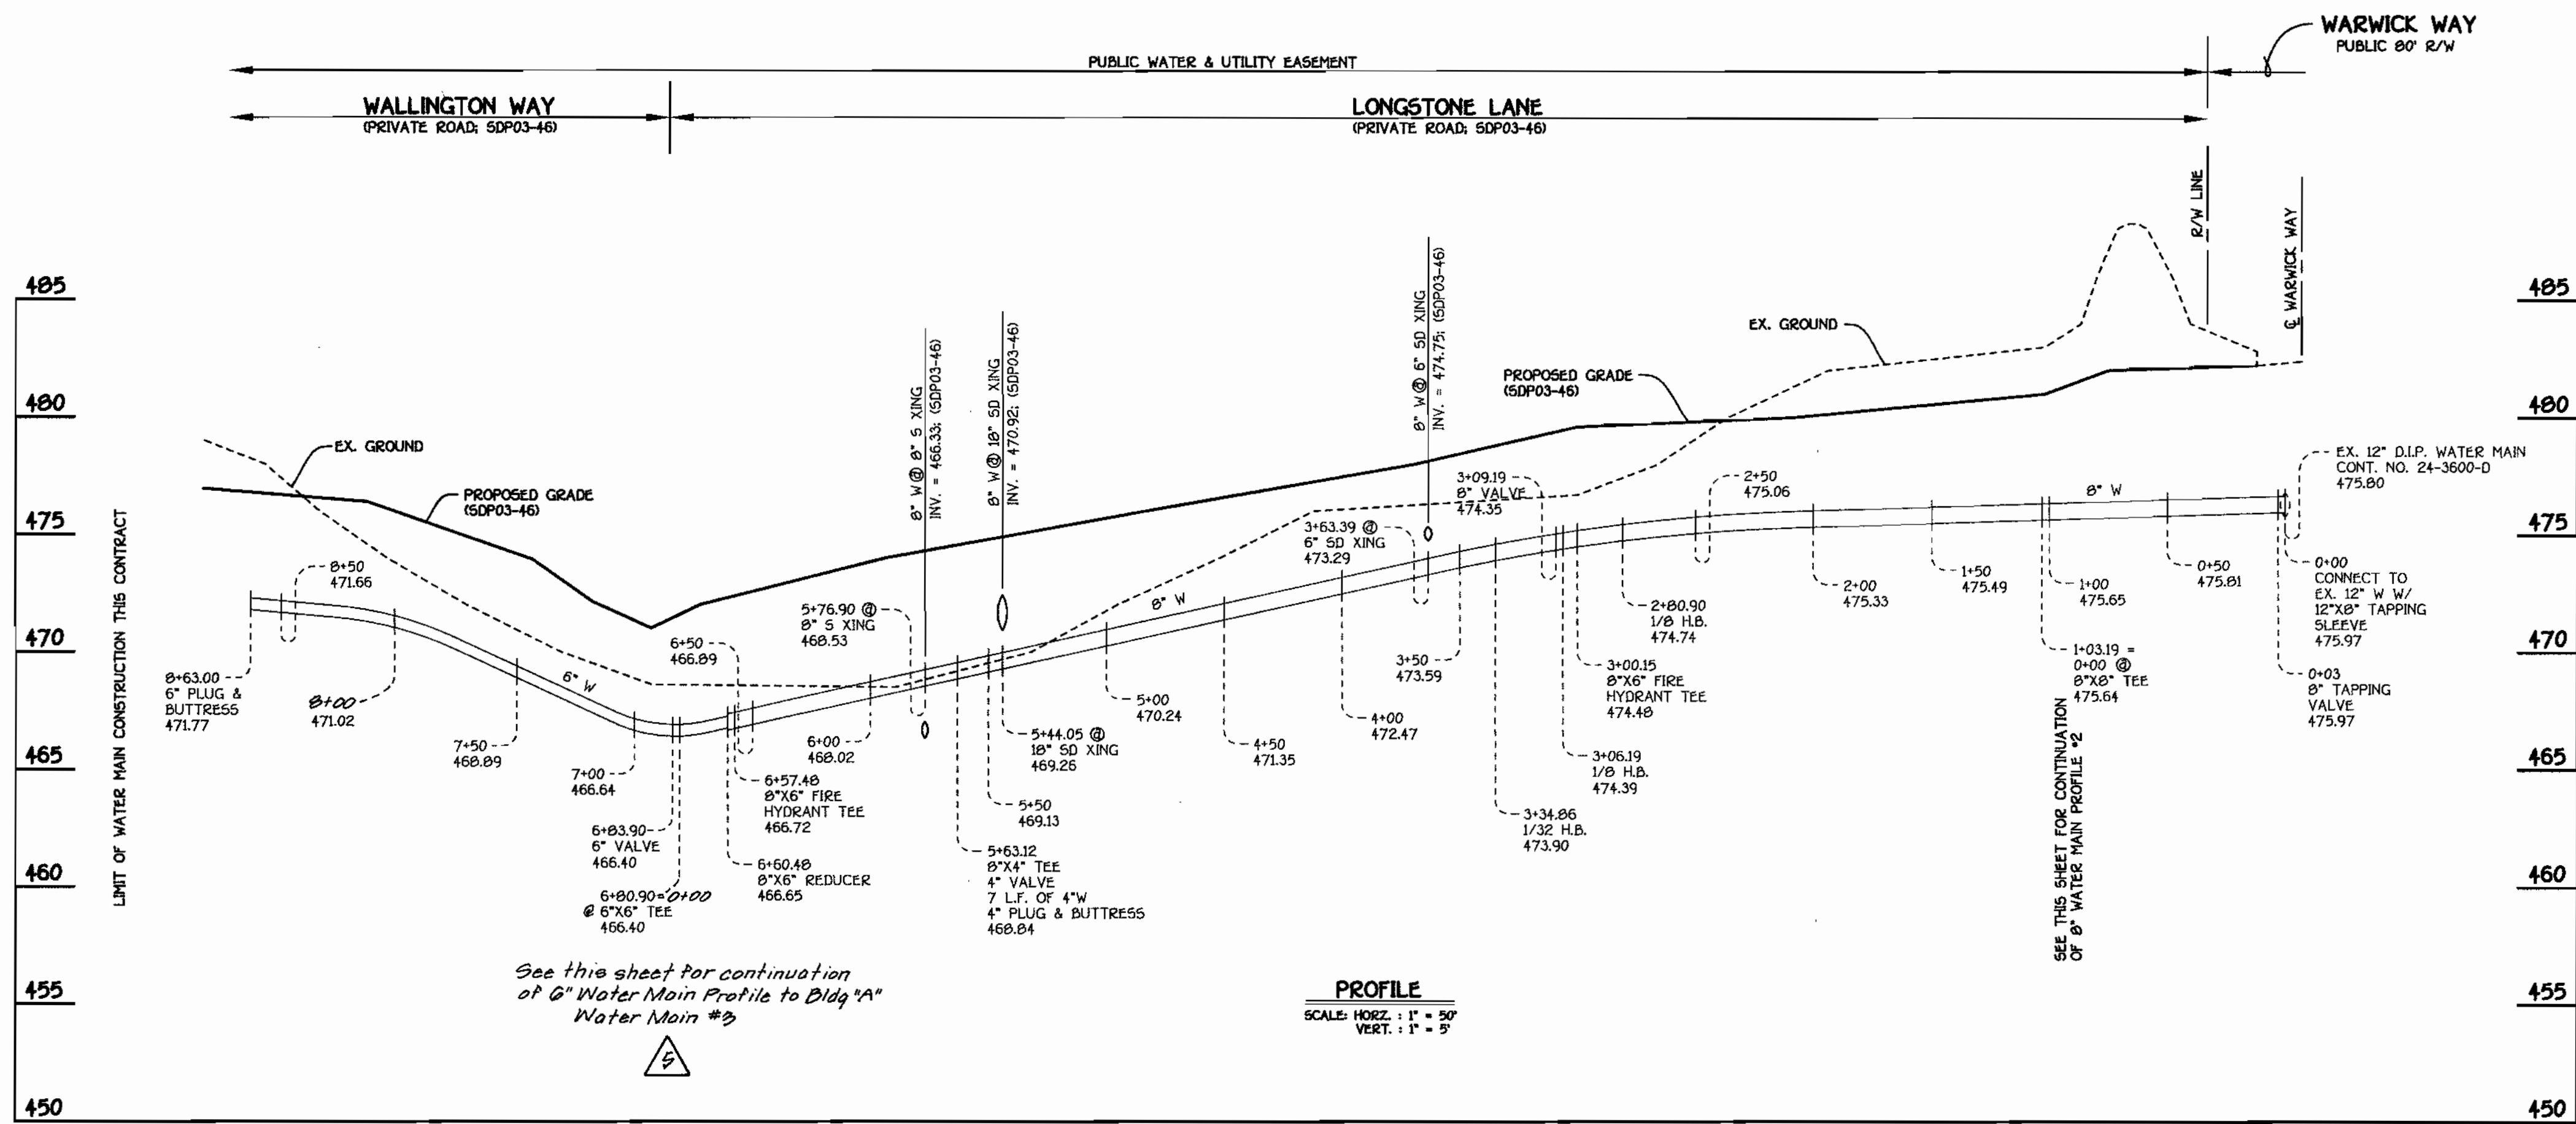 WARWICK WAY
PUBLIC 80' R/W
PUBLIC WATER & UTILITY EASEMENT
WALLINGTON WAY
(PRIVATE ROAD; SDP03-46)
LONGSTONE LANE
(PRIVATE ROAD; SDP03-46)
R/W LINE
℄ WARWICK WAY
485
480
475
470
465
460
455
450
485
480
475
470
465
460
455
450
LIMIT OF WATER MAIN CONSTRUCTION THIS CONTRACT
EX. GROUND
PROPOSED GRADE
(SDP03-46)
8" W @ 8" S XING
INV. = 466.33; (SDP03-46)
8" W @ 18" SD XING
INV. = 470.92; (SDP03-46)
8" W @ 6" SD XING
INV. = 474.75; (SDP03-46)
EX. GROUND
PROPOSED GRADE
(SDP03-46)
EX. 12" D.I.P. WATER MAIN
CONT. NO. 24-3600-D
475.80
8+63.00
6" PLUG &
BUTTRESS
471.77
8+50
471.66
8+00
471.02
7+50
468.89
6" W
7+00
466.64
6+83.90
6" VALVE
466.40
6+80.90=0+00
@ 6"X6" TEE
466.40
6+50
466.89
6+57.48
8"X6" FIRE
HYDRANT TEE
466.72
6+60.48
8"X6" REDUCER
466.65
6+00
468.02
5+76.90 @
8" S XING
468.53
5+63.12
8"X4" TEE
4" VALVE
7 L.F. OF 4"W
4" PLUG & BUTTRESS
468.84
5+50
469.13
5+44.05 @
18" SD XING
469.26
5+00
470.24
8" W
4+50
471.35
4+00
472.47
3+63.39 @
6" SD XING
473.29
3+50
473.59
3+34.86
1/32 H.B.
473.90
3+09.19
8" VALVE
474.35
3+06.19
1/8 H.B.
474.39
3+00.15
8"X6" FIRE
HYDRANT TEE
474.48
2+80.90
1/8 H.B.
474.74
2+50
475.06
2+00
475.33
1+50
475.49
8" W
1+03.19 =
0+00 @
8"X8" TEE
475.64
1+00
475.65
0+50
475.81
0+03
8" TAPPING
VALVE
475.97
0+00
CONNECT TO
EX. 12" W W/
12"X8" TAPPING
SLEEVE
475.97
SEE THIS SHEET FOR CONTINUATION
OF 8" WATER MAIN PROFILE #2
See this sheet for continuation
of 6" Water Main Profile to Bldg "A"
Water Main #3
5
PROFILE
SCALE: HORZ. : 1" = 50'
VERT. : 1" = 5'